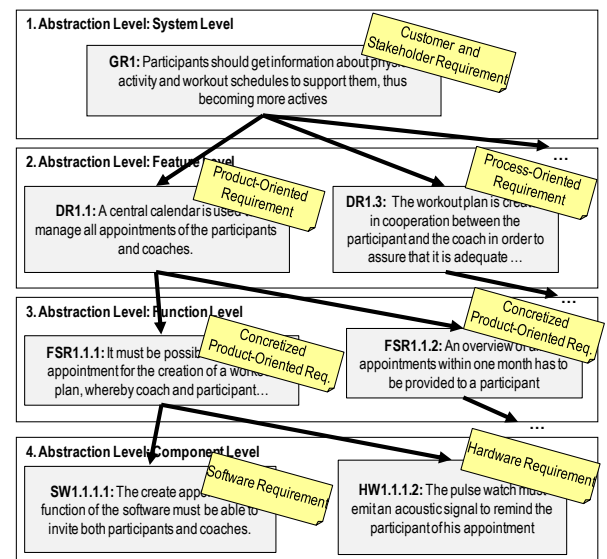 1. Abstraction Level: System Level
Customer and
Stakeholder Requirement
GR1: Participants should get information about
activity and workout schedules to support them, thus
becoming more actives
...
2. Abstraction Level: Feature Level
Product-Oriented
Requirement
Process-Oriented
Requirement
DR1.1: A central calendar is used
manage all appointments of the participants
and coaches.
DR1.3: The workout plan is
in cooperation between the
participant and the coach in order to
assure that it is adequate ...
...
3. Abstraction Level: Function Level
Concretized
Product-Oriented Req.
Concretized
Product-Oriented Req.
FSR1.1.1: It must be possible
appointment for the creation of a
plan, whereby coach and participant...
FSR1.1.2: An overview of
appointments within one month has
to be provided to a participant
...
4. Abstraction Level: Component Level
Software Requirement
Hardware Requirement
SW1.1.1.1: The create
function of the software must be able to
invite both participants and coaches.
HW1.1.1.2: The pulse watch must
emit an acoustic signal to remind the
participant of his appointment